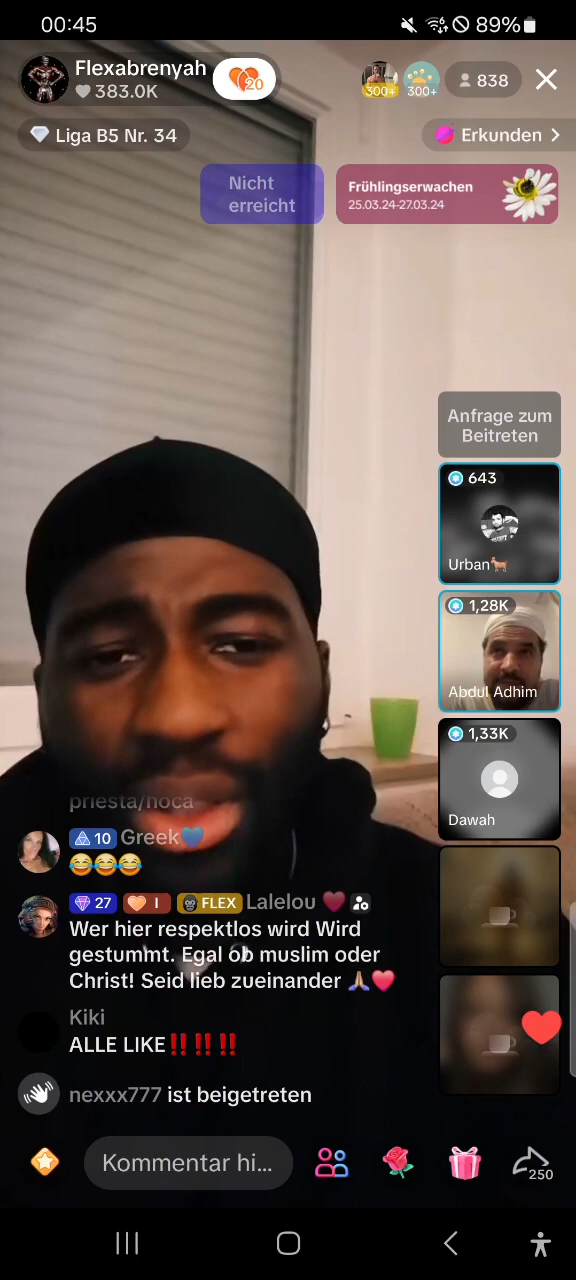 00:45
89%
Flexabrenyah
383.0K
20
300+
300+
838
Liga B5 Nr. 34
Erkunden
Nicht
erreicht
Frühlingserwachen
25.03.24-27.03.24
Anfrage zum
Beitreten
643
Urban🐐
1,28K
Abdul Adhim
1,33K
Dawah
priesta/hoca
10 Greek💙
😂😂😂
27 I FLEX Lalelou ❤️
Wer hier respektlos wird Wird
gestummt. Egal ob muslim oder
Christ! Seid lieb zueinander 🙏🏽❤️
Kiki
ALLE LIKE‼️‼️‼️
nexxx777 ist beigetreten
Kommentar hi...
250